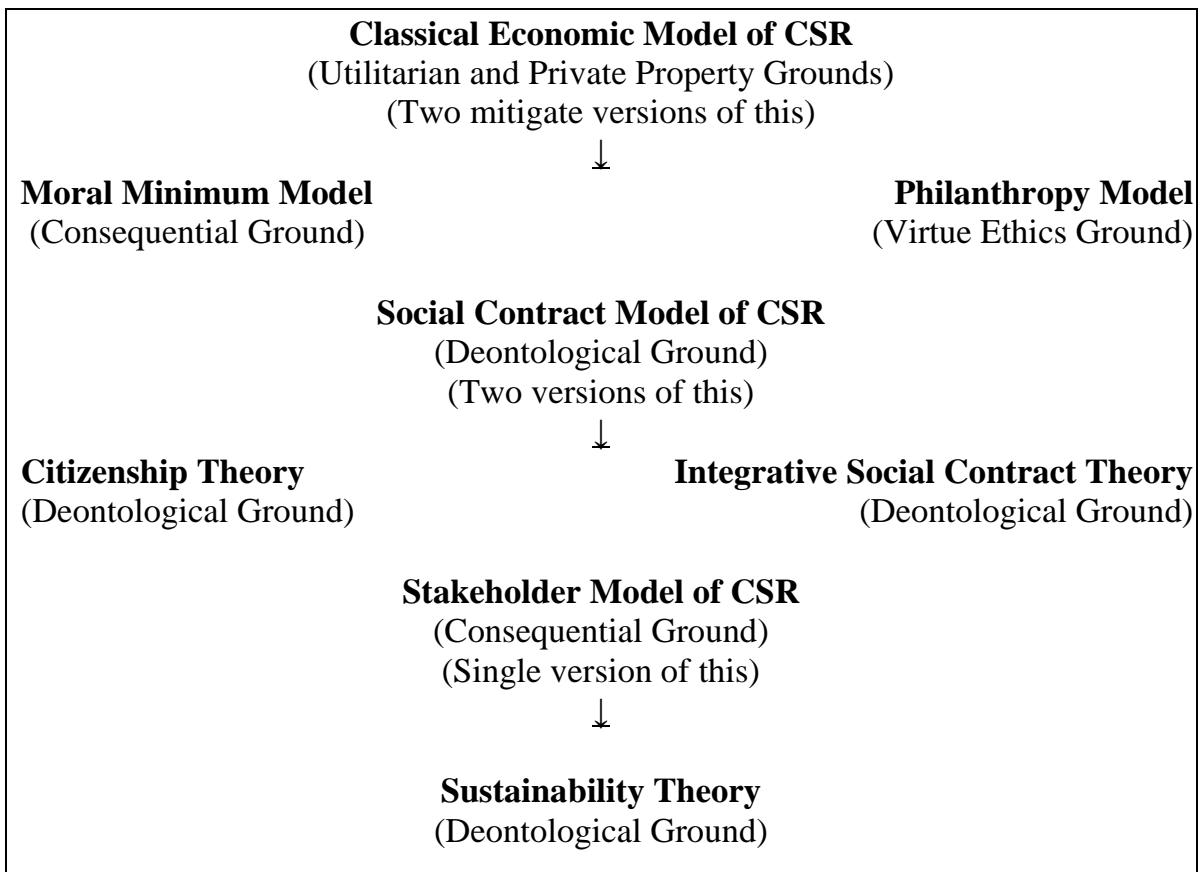 Classical Economic Model of CSR
(Utilitarian and Private Property Grounds)
(Two mitigate versions of this)
↓
Moral Minimum Model Philanthropy Model
(Consequential Ground) (Virtue Ethics Ground)
Social Contract Model of CSR
(Deontological Ground)
(Two versions of this)
↓
Citizenship Theory Integrative Social Contract Theory
(Deontological Ground) (Deontological Ground)
Stakeholder Model of CSR
(Consequential Ground)
(Single version of this)
↓
Sustainability Theory
(Deontological Ground)